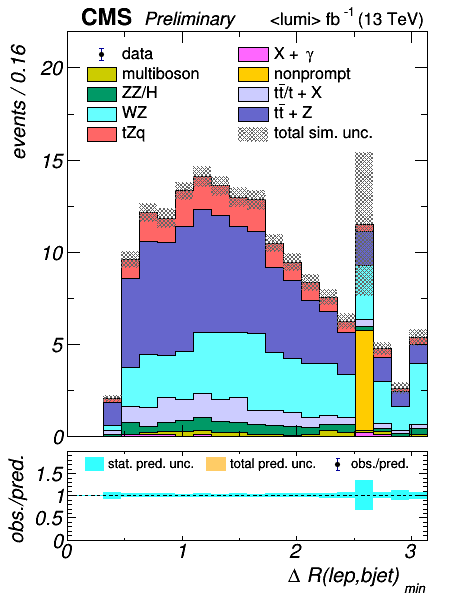 CMS Preliminary <lumi> fb⁻¹ (13 TeV)
events / 0.16
data
multiboson
ZZ/H
WZ
tZq
X + γ
nonprompt
tt̄/t + X
tt̄ + Z
total sim. unc.
20
15
10
5
0
obs./pred.
stat. pred. unc. total pred. unc. obs./pred.
1.5
1
0.5
0
0 1 2 3
Δ R(lep,bjet) min